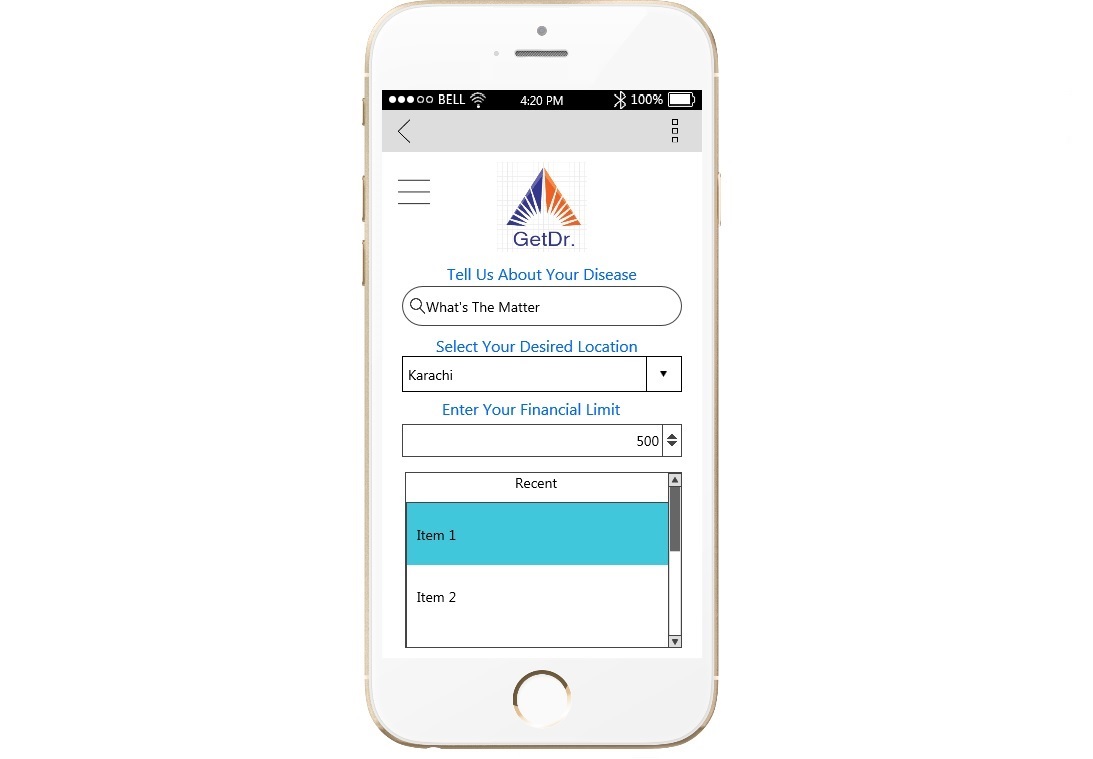 BELL 4:20 PM 100%
GetDr.
Tell Us About Your Disease
What's The Matter
Select Your Desired Location
Karachi
Enter Your Financial Limit
500
Recent
Item 1
Item 2